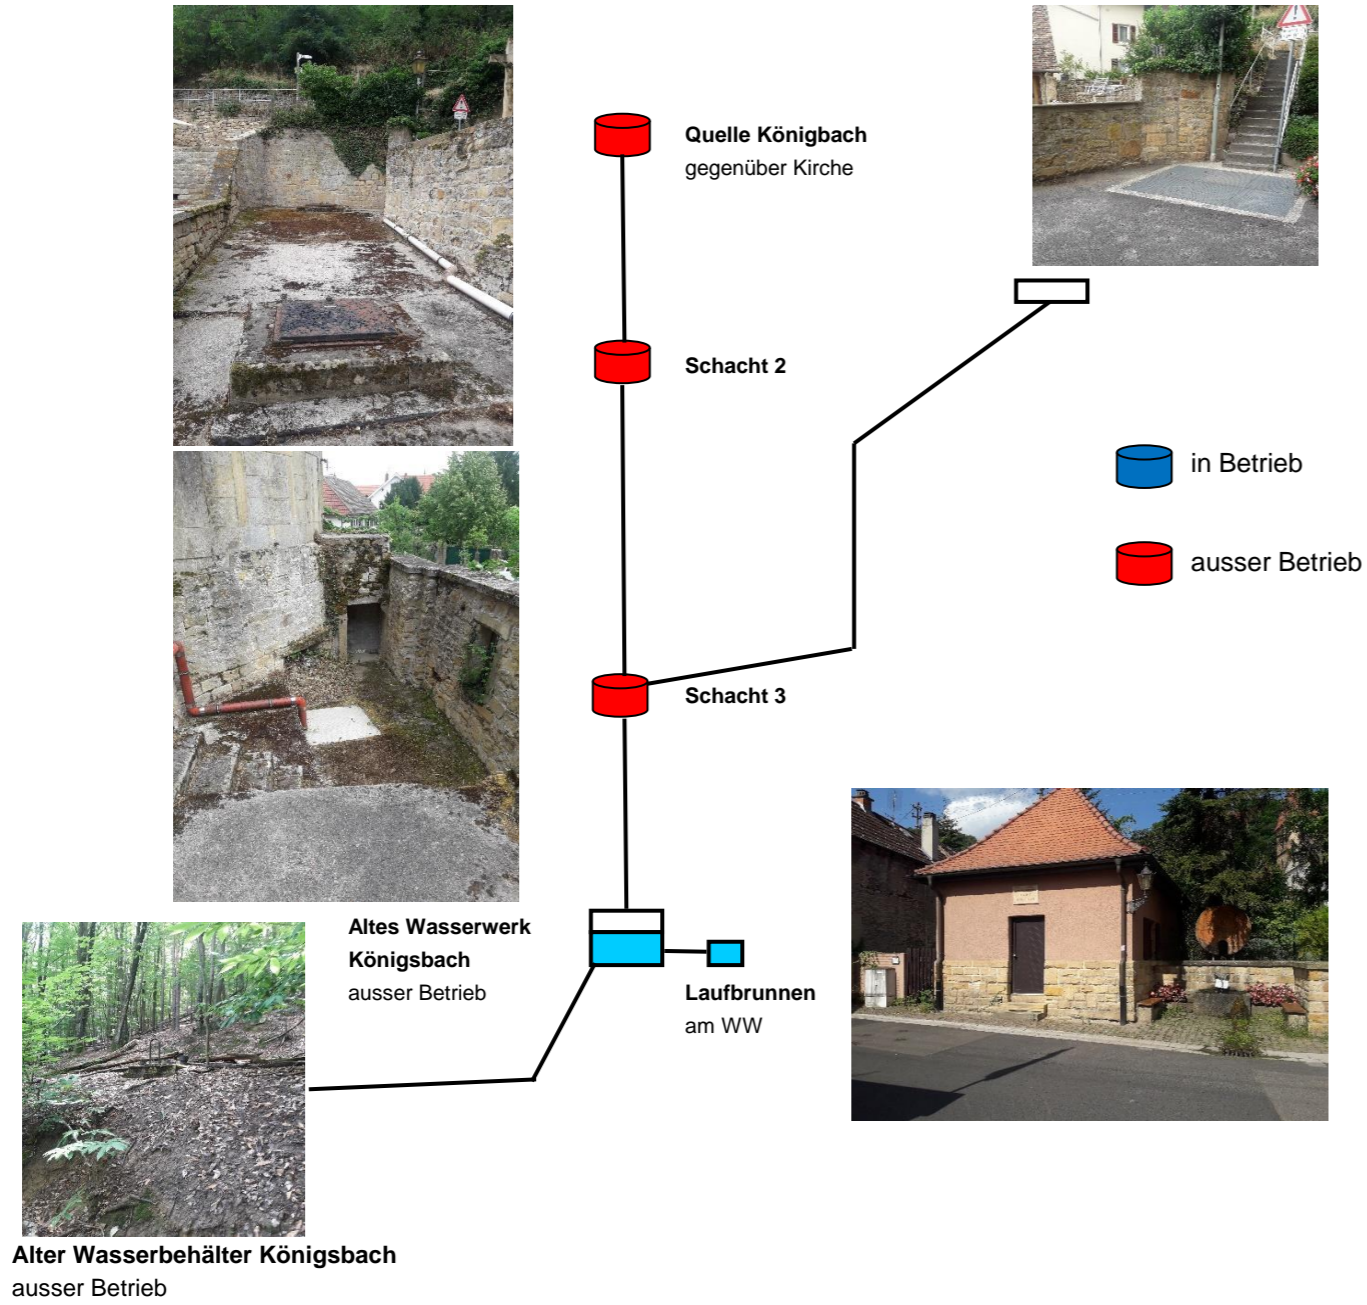 Quelle Königbach
gegenüber Kirche
Schacht 2
in Betrieb
ausser Betrieb
Schacht 3
Altes Wasserwerk
Königsbach
ausser Betrieb
Laufbrunnen
am WW
Alter Wasserbehälter Königsbach
ausser Betrieb